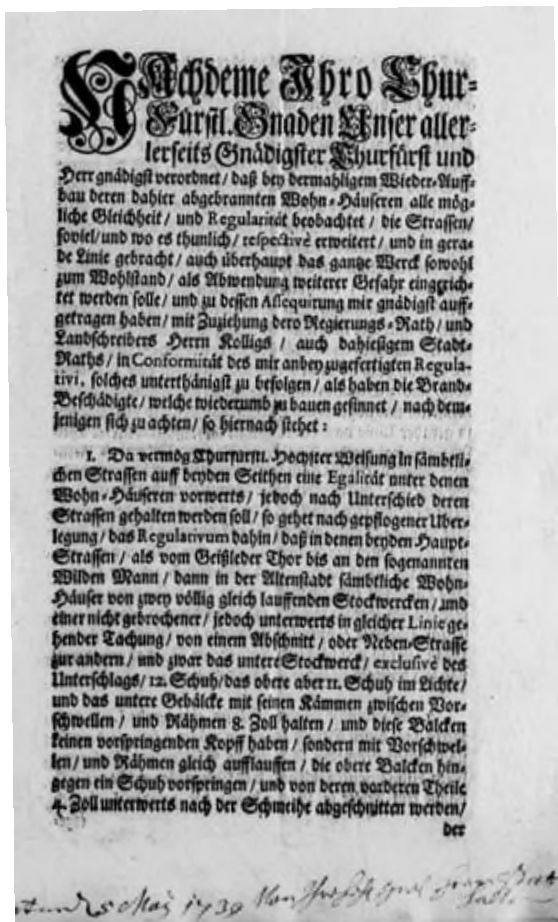 NAchdeme Ihro Chur-
Fürstl. Gnaden Unser aller-
lerseits Gnädigster Churfürst und
Herr gnädigst verordnet / daß bey dermahligem Wieder-Auff-
bau deren dahier abgebrannten Wohn-Häuseren alle mög-
liche Gleichheit / und Regularität beobachtet / die Strassen /
soviel / und wo es thunlich / respectivè erweitert / und in gera-
de Linie gebracht / auch überhaupt das gantze Werck sowohl
zum Wohlstand / als Abwendung weiterer Gefahr eingerich-
tet werden solle / und zu dessen Assequirung mir gnädigst auff-
getragen haben / mit Zuziehung dero Regierungs-Rath / und
Landschreibers Herrn Kolligs / auch dahiesigem Stadt-
Raths / in Conformität des mir anbey zugefertigten Regula-
tivi, solches unterthänigst zu befolgen / als haben die Brand-
Beschädigte / welche wiederumb zu bauen gesinnet / nach dem-
jenigen sich zu achten / so hiernach stehet :
1. Da vermög Churfürstl. Höchster Weisung in sämbtli-
chen Strassen auff beyden Seithen eine Egalität unter denen
Wohn-Häuseren vorwerts / jedoch nach Unterschied deren
Strassen gehalten werden soll / so gehet nach gepflogener Uber-
legung / das Regulativum dahin / daß in denen beyden Haupt-
Strassen / als vom Geißleder Thor bis an den sogenannten
Wilden Mann / dann in der Altenstadt sämbtliche Wohn-
Häuser von zwey völlig gleich lauffenden Stockwercken / und
einer nicht gebrochener / jedoch unterwerts in gleicher Linie ge-
hender Tachung / von einem Abschnitt / oder Neben-Strasse
zur andern / und zwar das untere Stockwerck / exclusivè des
Unterschlags / 12. Schuh / das obere aber 11. Schuh im Lichte /
und das untere Gebälcke mit seinen Kämmen zwischen Vor-
schwellen / und Rähmen 8. Zoll halten / und diese Balcken
keinen vorspringenden Kopff haben / sondern mit Vorschwel-
len / und Rähmen gleich aufflauffen / die obere Balcken hin-
gegen ein Schuh vorspringen / und von deren vorderen Theile
4. Zoll unterwerts nach der Schmeihe abgeschnitten werden /
der
5 Maÿ 1739